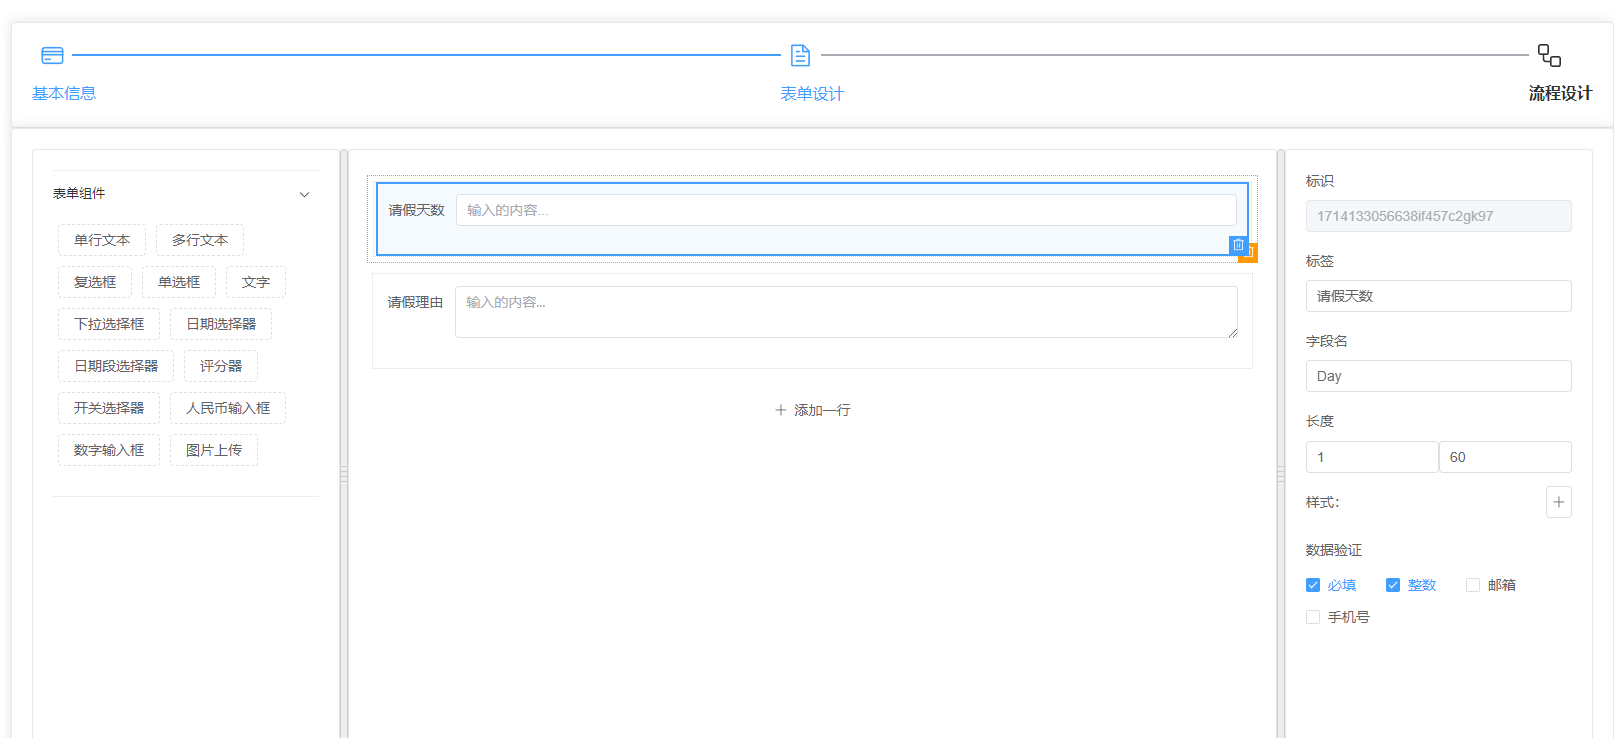 基本信息
表单设计
流程设计
表单组件
单行文本 多行文本
复选框 单选框 文字
下拉选择框 日期选择器
日期段选择器 评分器
开关选择器 人民币输入框
数字输入框 图片上传
请假天数 输入的内容...
请假理由 输入的内容...
添加一行
标识
1714133056638if457c2gk97
标签
请假天数
字段名
Day
长度
1 60
样式:
数据验证
必填 整数 邮箱
手机号